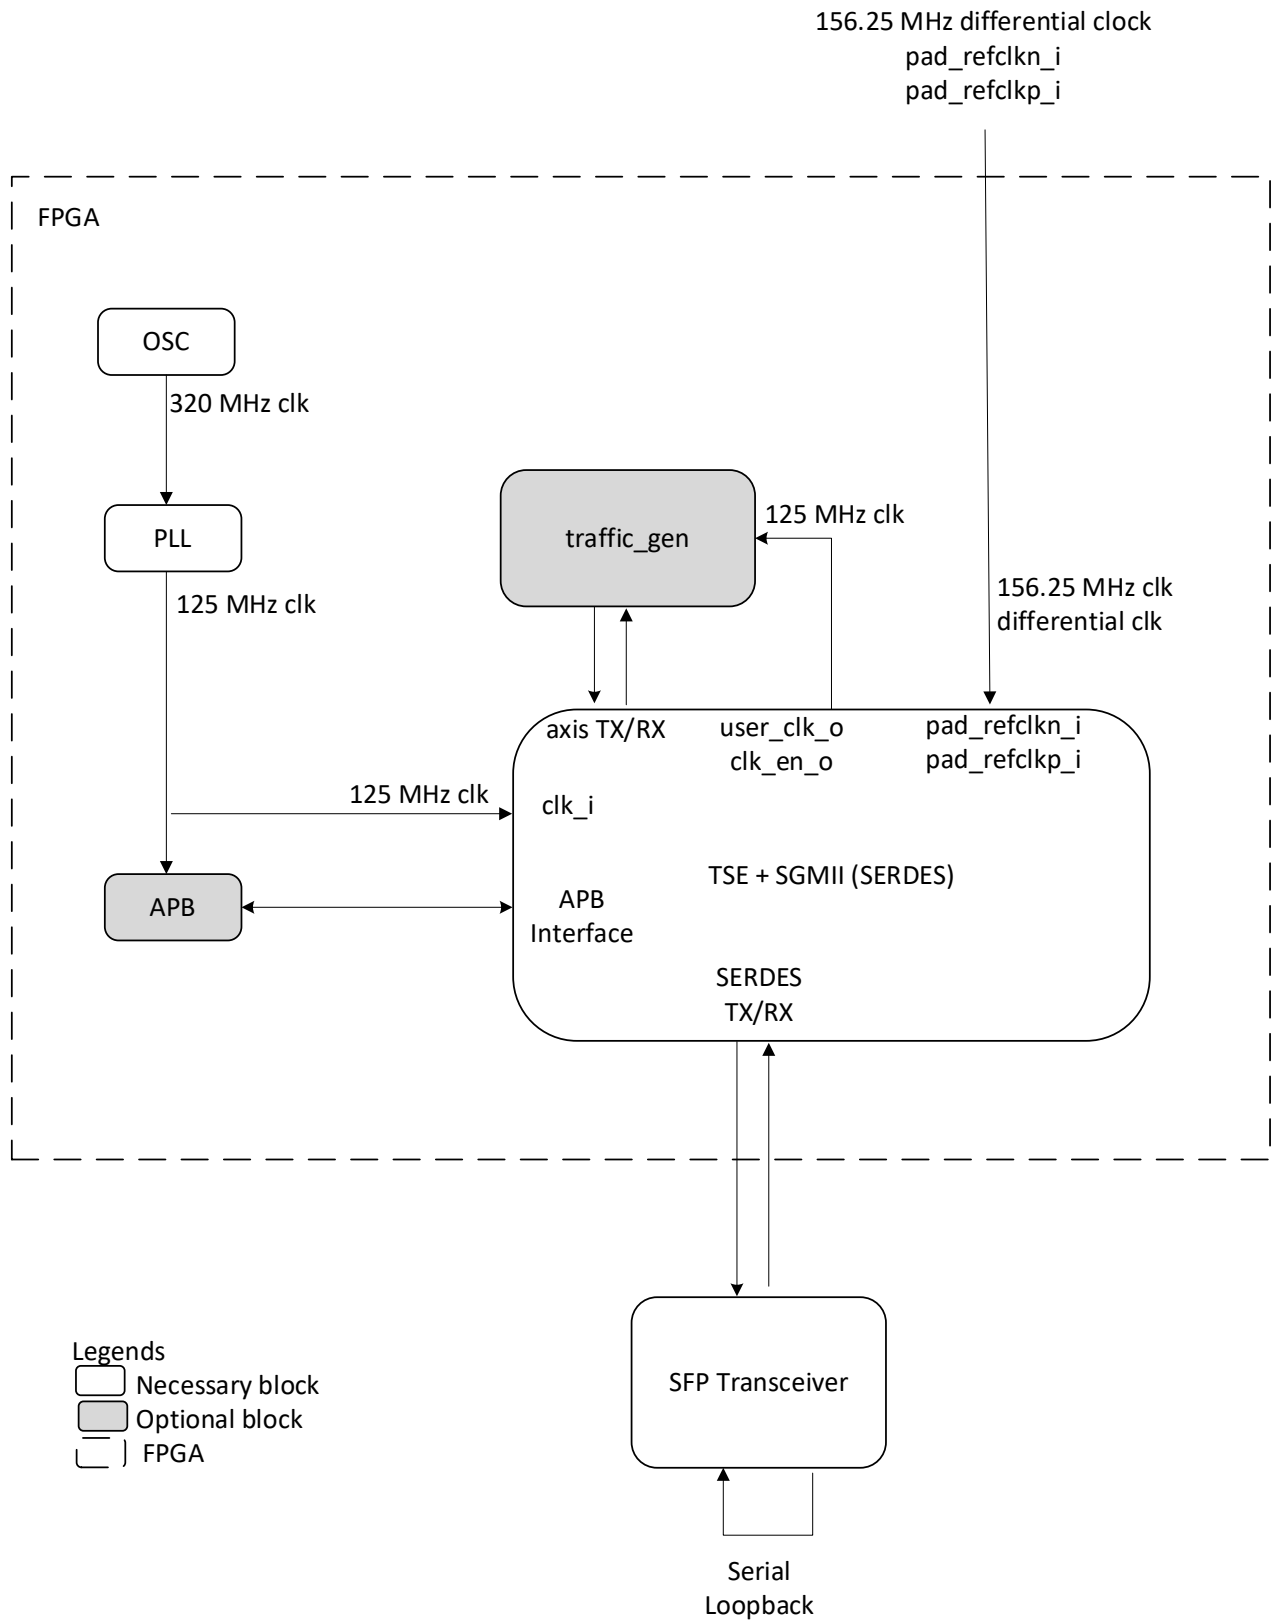 156.25 MHz differential clock
pad_refclkn_i
pad_refclkp_i
FPGA
OSC
320 MHz clk
PLL
125 MHz clk
traffic_gen
125 MHz clk
156.25 MHz clk
differential clk
axis TX/RX
user_clk_o
clk_en_o
pad_refclkn_i
pad_refclkp_i
125 MHz clk
clk_i
TSE + SGMII (SERDES)
APB
APB
Interface
SERDES
TX/RX
SFP Transceiver
Serial
Loopback
Legends
Necessary block
Optional block
FPGA